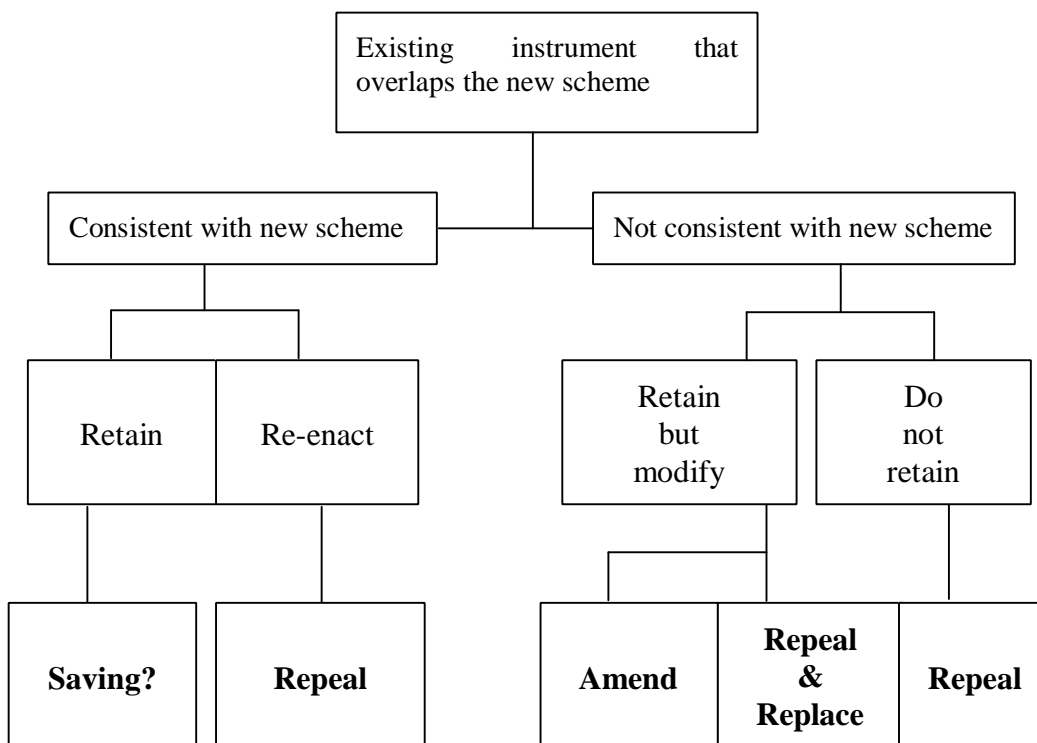 Existing instrument that
overlaps the new scheme
Consistent with new scheme
Not consistent with new scheme
Retain
Re-enact
Retain
but
modify
Do
not
retain
Saving?
Repeal
Amend
Repeal
&
Replace
Repeal